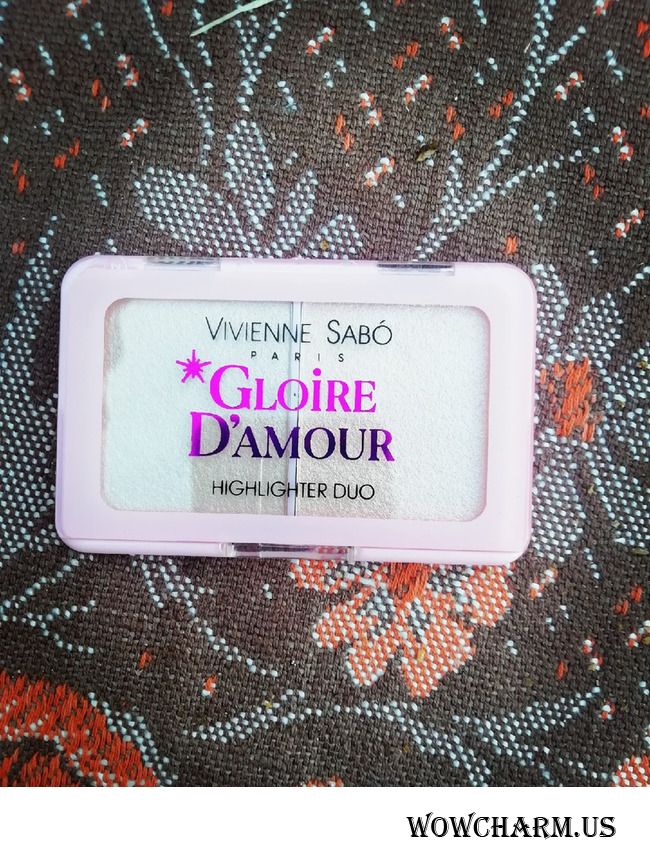 VIVIENNE SABÓ
PARIS
*GLOIRE
D'AMOUR
HIGHLIGHTER DUO
WOWCHARM.US